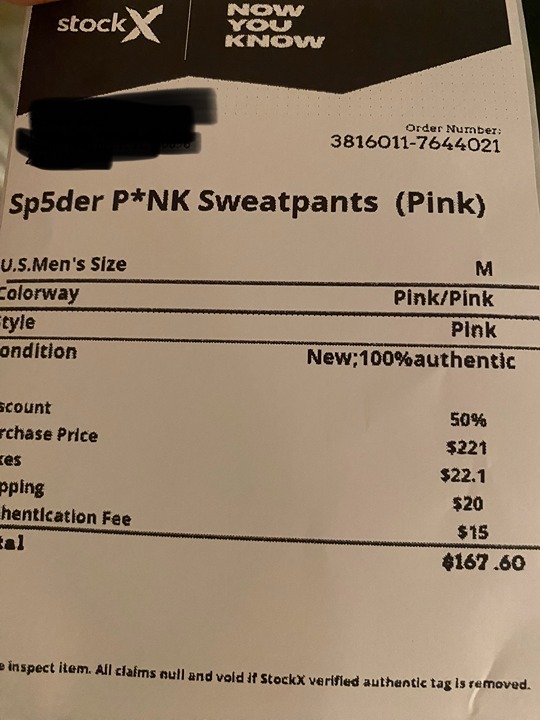 stockX
NOW
YOU
KNOW
Order Number:
3816011-7644021
Sp5der P*NK Sweatpants (Pink)
U.S.Men's Size M
Colorway Pink/Pink
tyle Pink
ondition New;100%authentic
scount 50%
rchase Price $221
xes $22.1
pping $20
hentication Fee $15
tal $167.60
e inspect item. All claims null and void if StockX verified authentic tag is removed.